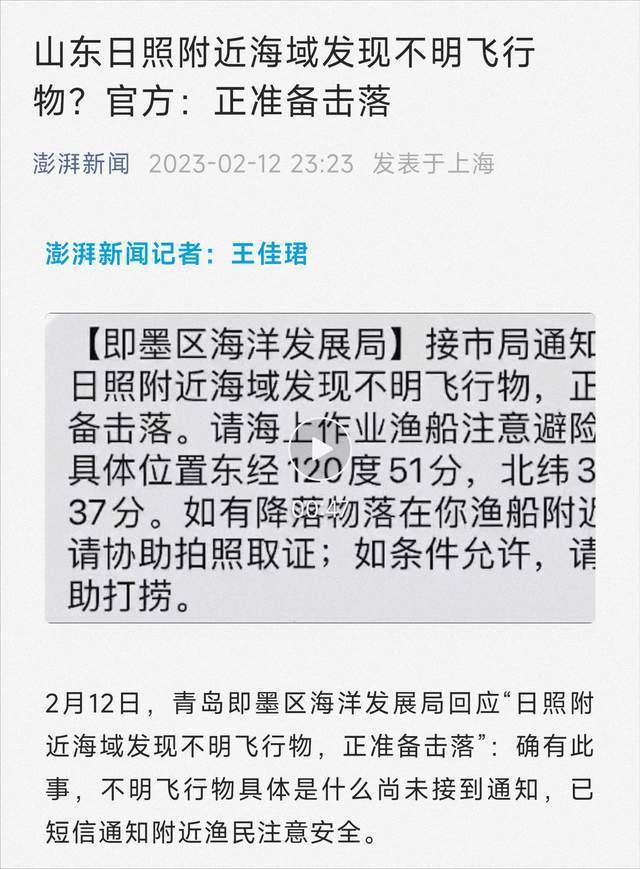 山东日照附近海域发现不明飞行
物？官方：正准备击落
澎湃新闻 2023-02-12 23:23 发表于上海
澎湃新闻记者：王佳珺
【即墨区海洋发展局】接市局通知
日照附近海域发现不明飞行物，正
备击落。请海上作业渔船注意避险
具体位置东经120度51分，北纬3
37分。如有降落物落在你渔船附近
请协助拍照取证；如条件允许，请
助打捞。
00:47
2月12日，青岛即墨区海洋发展局回应“日照附
近海域发现不明飞行物，正准备击落”：确有此
事，不明飞行物具体是什么尚未接到通知，已
短信通知附近渔民注意安全。